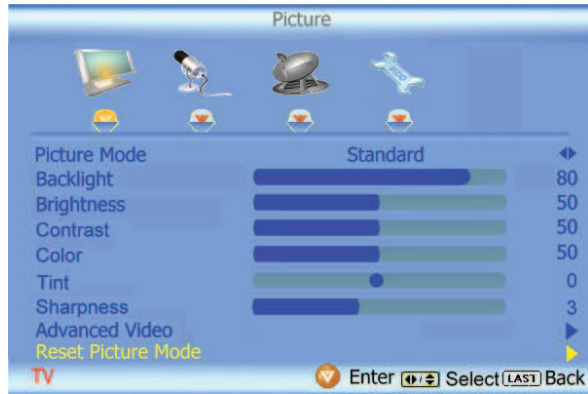 Picture
Picture Mode Standard
Backlight 80
Brightness 50
Contrast 50
Color 50
Tint 0
Sharpness 3
Advanced Video
Reset Picture Mode
TV Enter Select LAST Back